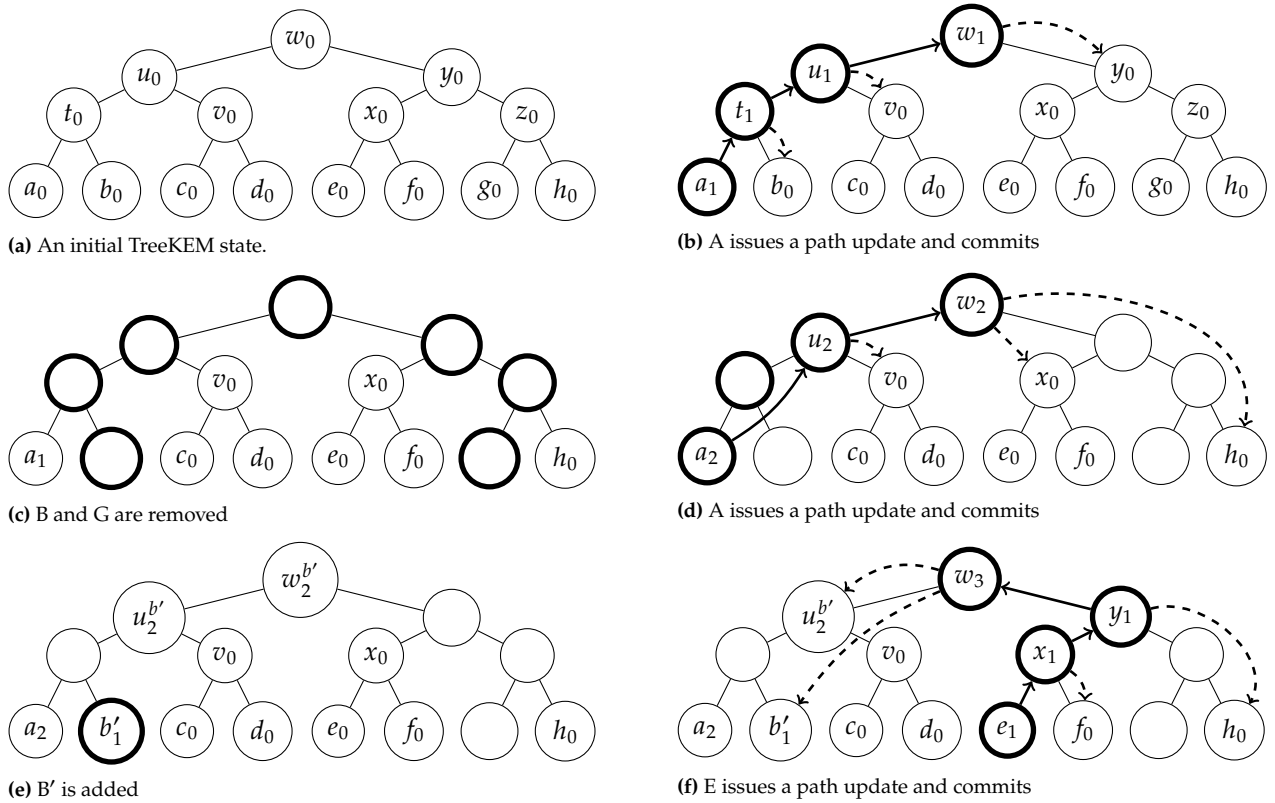 w₀
u₀ y₀
t₀ v₀ x₀ z₀
a₀ b₀ c₀ d₀ e₀ f₀ g₀ h₀
(a) An initial TreeKEM state.
w₁
u₁ y₀
t₁ v₀ x₀ z₀
a₁ b₀ c₀ d₀ e₀ f₀ g₀ h₀
(b) A issues a path update and commits
v₀ x₀
a₁ c₀ d₀ e₀ f₀ h₀
(c) B and G are removed
w₂
u₂
v₀ x₀
a₂ c₀ d₀ e₀ f₀ h₀
(d) A issues a path update and commits
w₂^{b′}
u₂^{b′}
v₀ x₀
a₂ b′₁ c₀ d₀ e₀ f₀ h₀
(e) B′ is added
w₃
u₂^{b′} y₁
v₀ x₁
a₂ b′₁ c₀ d₀ e₁ f₀ h₀
(f) E issues a path update and commits